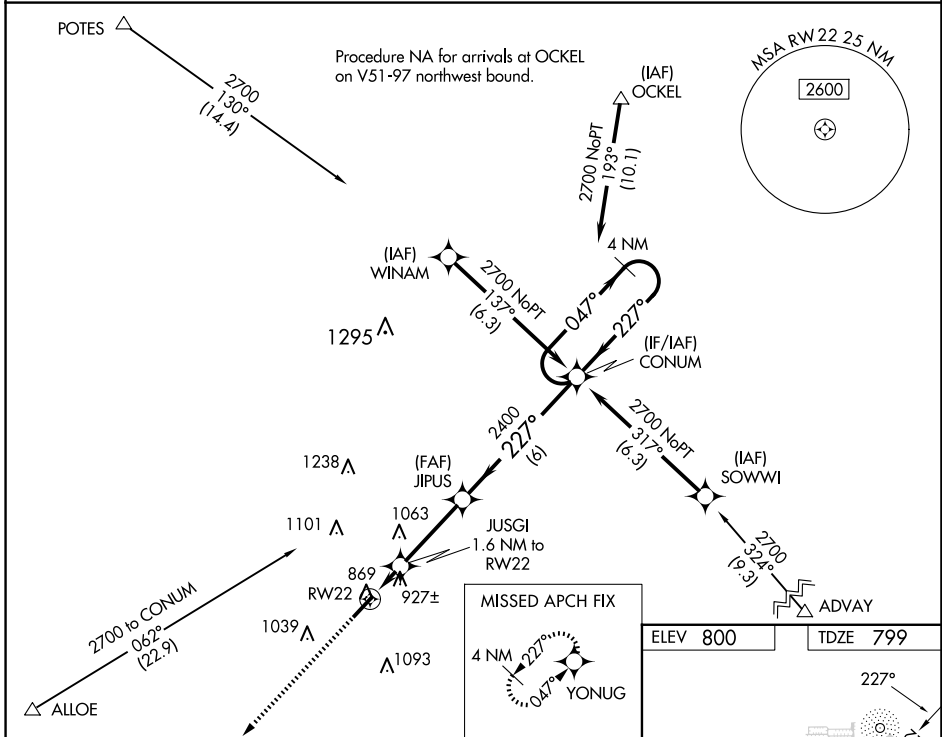 POTES
2700
130°
(14.4)
Procedure NA for arrivals at OCKEL
on V51-97 northwest bound.
(IAF)
OCKEL
2700 NoPT
193°
(10.1)
MSA RW 22 25 NM
2600
4 NM
(IAF)
WINAM
2700 NoPT
137°
(6.3)
047°
227°
1295
(IF/IAF)
CONUM
2400
227°
(6)
2700 NoPT
317°
(6.3)
(IAF)
SOWWI
1238
(FAF)
JIPUS
1101
1063
JUSGI
1.6 NM to
RW22
2700
324°
(9.3)
ADVAY
869
RW22
927±
2700 to CONUM
062°
(22.9)
1039
1093
ALLOE
MISSED APCH FIX
4 NM
227°
047°
YONUG
ELEV 800
TDZE 799
227°